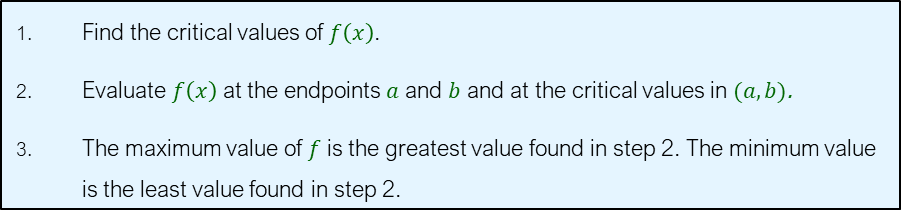 1. Find the critical values of f(x).
2. Evaluate f(x) at the endpoints a and b and at the critical values in (a, b).
3. The maximum value of f is the greatest value found in step 2. The minimum value
is the least value found in step 2.